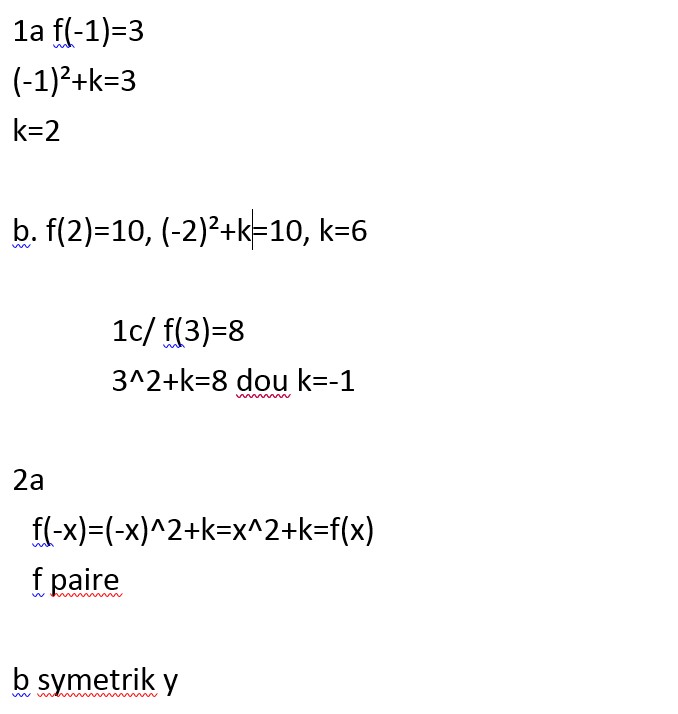 1a f(-1)=3
(-1)²+k=3
k=2
b. f(2)=10, (-2)²+k=10, k=6
1c/ f(3)=8
3^2+k=8 dou k=-1
2a
f(-x)=(-x)^2+k=x^2+k=f(x)
f paire
b symetrik y